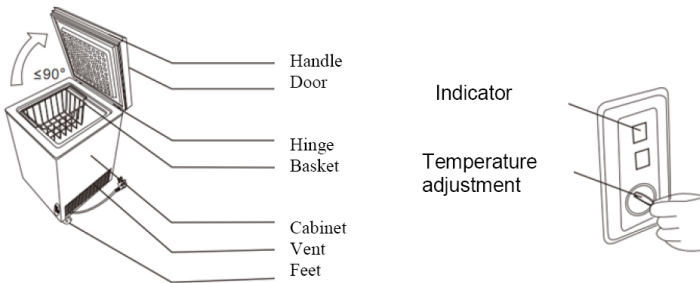 ≤90°
Handle
Door
Hinge
Basket
Cabinet
Vent
Feet
Indicator
Temperature
adjustment